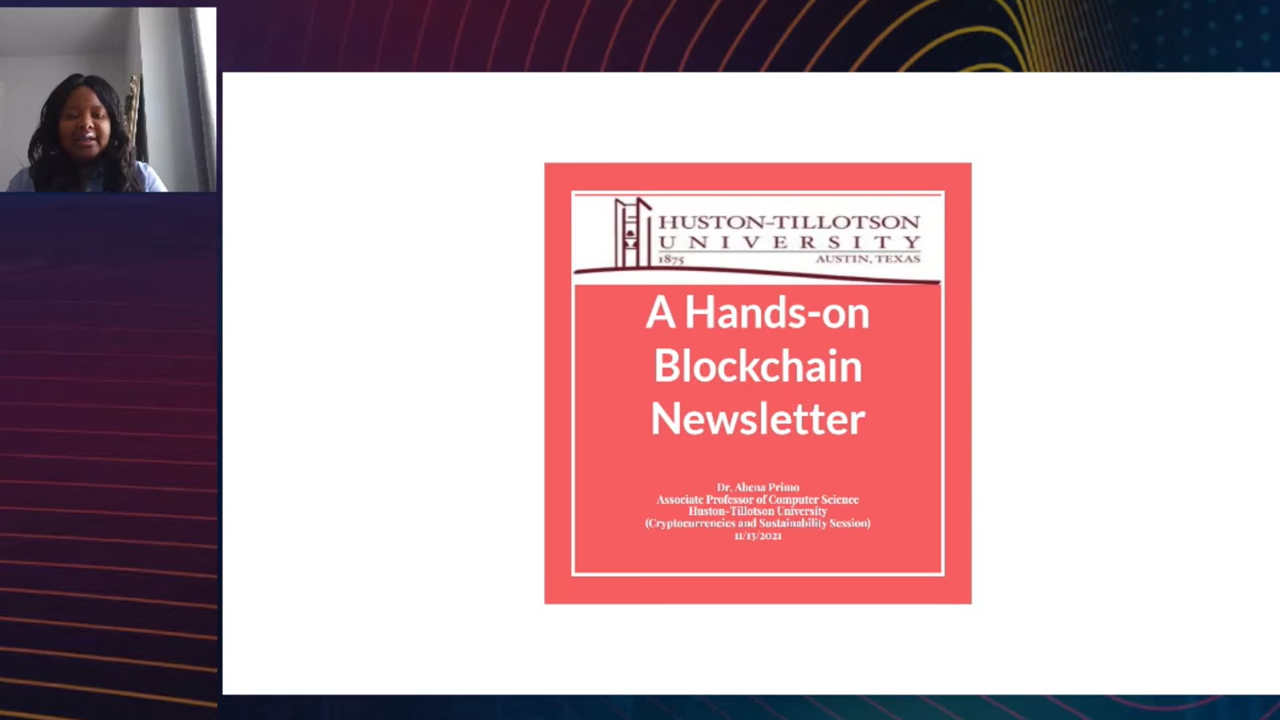 HUSTON-TILLOTSON
UNIVERSITY
1875 AUSTIN, TEXAS
A Hands-on
Blockchain
Newsletter
Dr. Abena Primo
Associate Professor of Computer Science
Huston-Tillotson University
(Cryptocurrencies and Sustainability Session)
11/13/2021